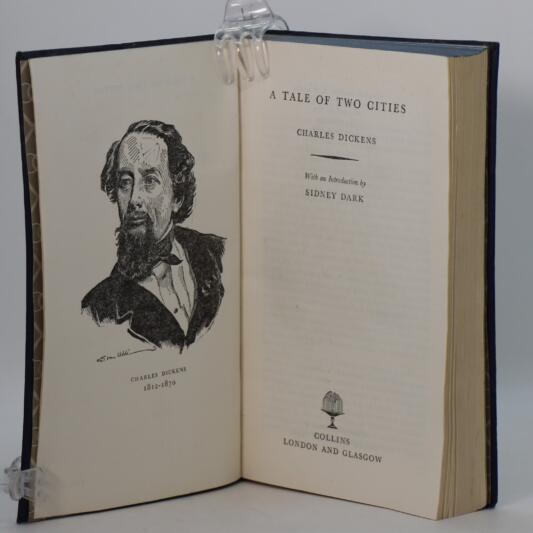 CHARLES DICKENS
1812-1870
A TALE OF TWO CITIES
CHARLES DICKENS
With an Introduction by
SIDNEY DARK
COLLINS
LONDON AND GLASGOW